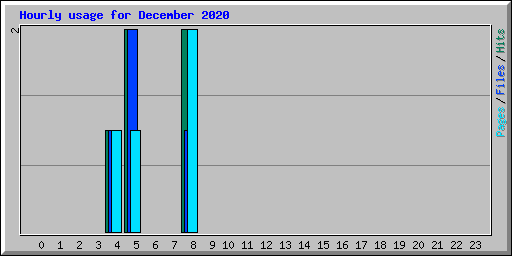 Hourly usage for December 2020
2
Pages/Files/Hits
0 1 2 3 4 5 6 7 8 9 10 11 12 13 14 15 16 17 18 19 20 21 22 23